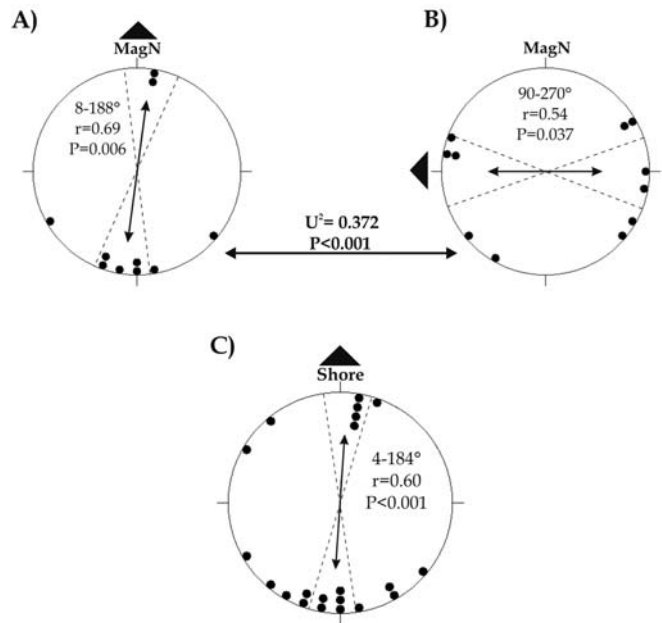 A)
MagN
8-188°
r=0.69
P=0.006
B)
MagN
90-270°
r=0.54
P=0.037
U²= 0.372
P<0.001
C)
Shore
4-184°
r=0.60
P<0.001